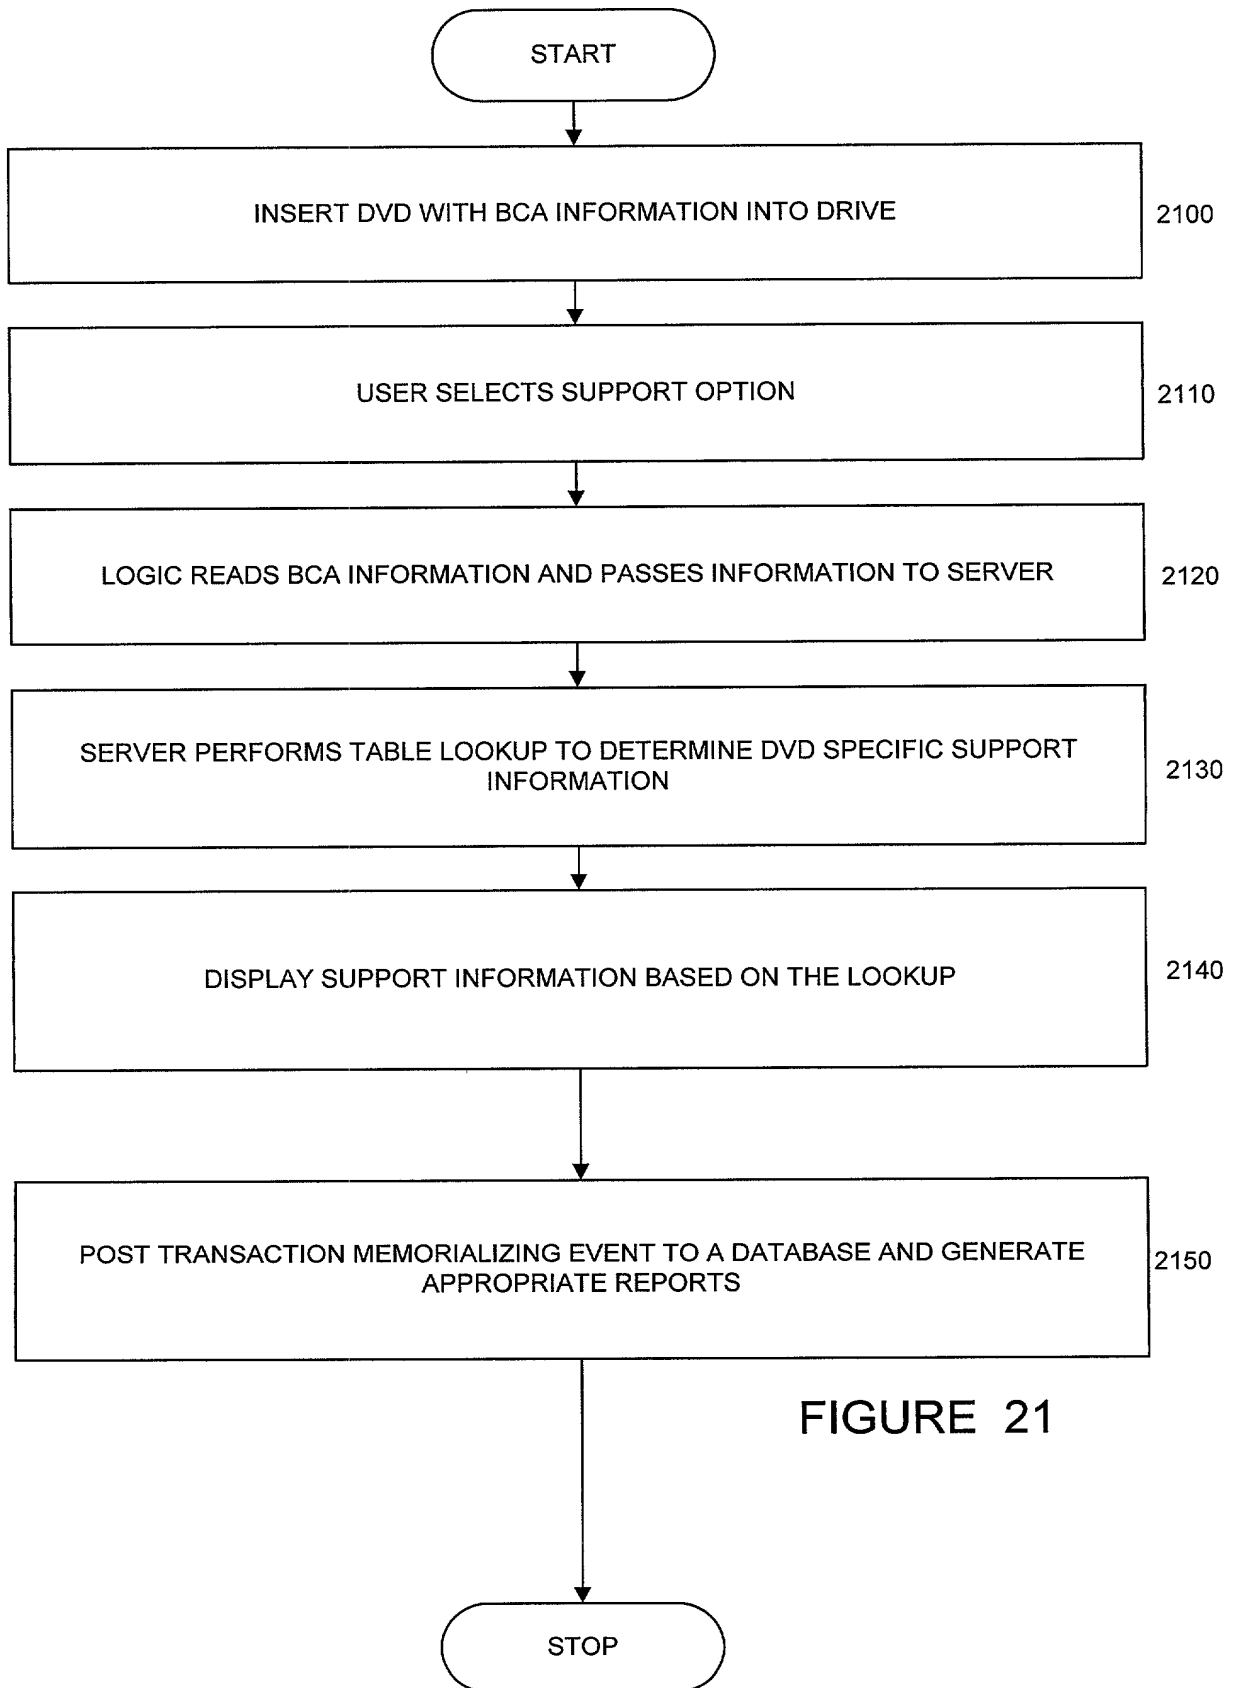 START
INSERT DVD WITH BCA INFORMATION INTO DRIVE
2100
USER SELECTS SUPPORT OPTION
2110
LOGIC READS BCA INFORMATION AND PASSES INFORMATION TO SERVER
2120
SERVER PERFORMS TABLE LOOKUP TO DETERMINE DVD SPECIFIC SUPPORT
INFORMATION
2130
DISPLAY SUPPORT INFORMATION BASED ON THE LOOKUP
2140
POST TRANSACTION MEMORIALIZING EVENT TO A DATABASE AND GENERATE
APPROPRIATE REPORTS
2150
FIGURE 21
STOP